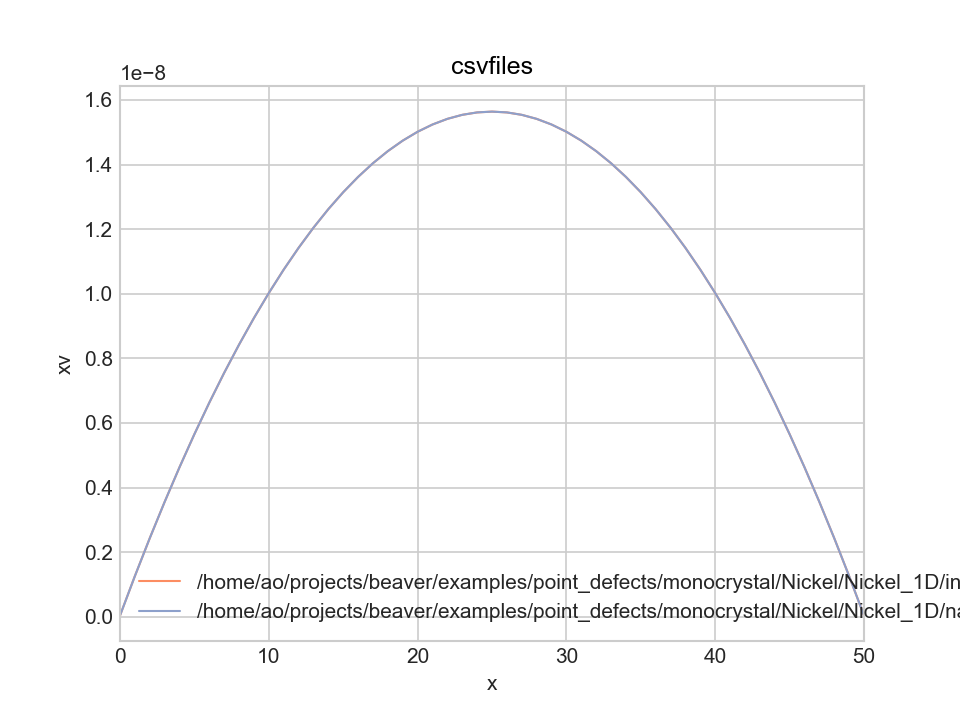 csvfiles
1e−8
1.6
1.4
1.2
1.0
0.8
0.6
0.4
0.2
0.0
xv
/home/ao/projects/beaver/examples/point_defects/monocrystal/Nickel/Nickel_1D/in
/home/ao/projects/beaver/examples/point_defects/monocrystal/Nickel/Nickel_1D/na
0 10 20 30 40 50
x